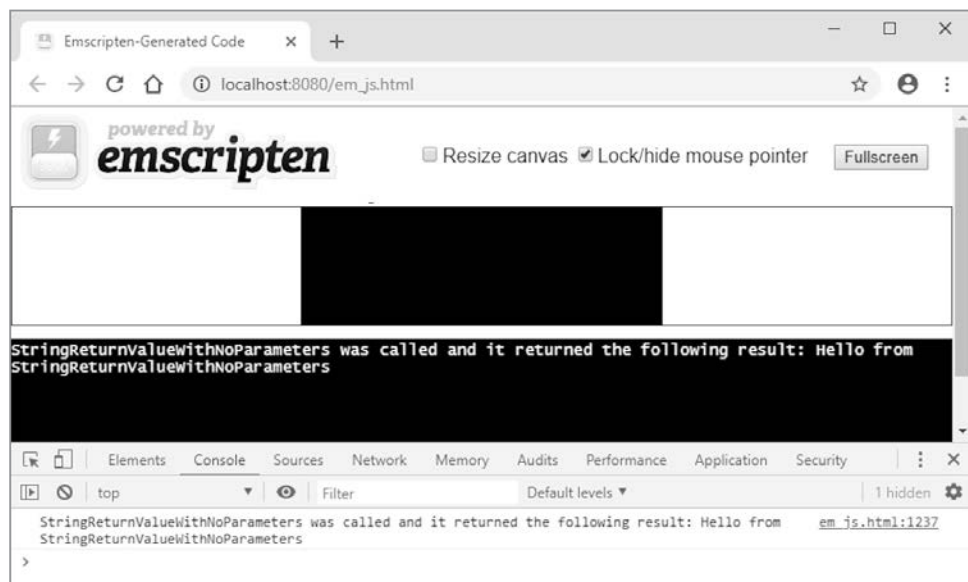 Emscripten-Generated Code
localhost:8080/em_js.html
powered by
emscripten
Resize canvas Lock/hide mouse pointer Fullscreen
StringReturnValueWithNoParameters was called and it returned the following result: Hello from
StringReturnValueWithNoParameters
Elements Console Sources Network Memory Audits Performance Application Security
top Filter Default levels 1 hidden
StringReturnValueWithNoParameters was called and it returned the following result: Hello from em_js.html:1237
StringReturnValueWithNoParameters